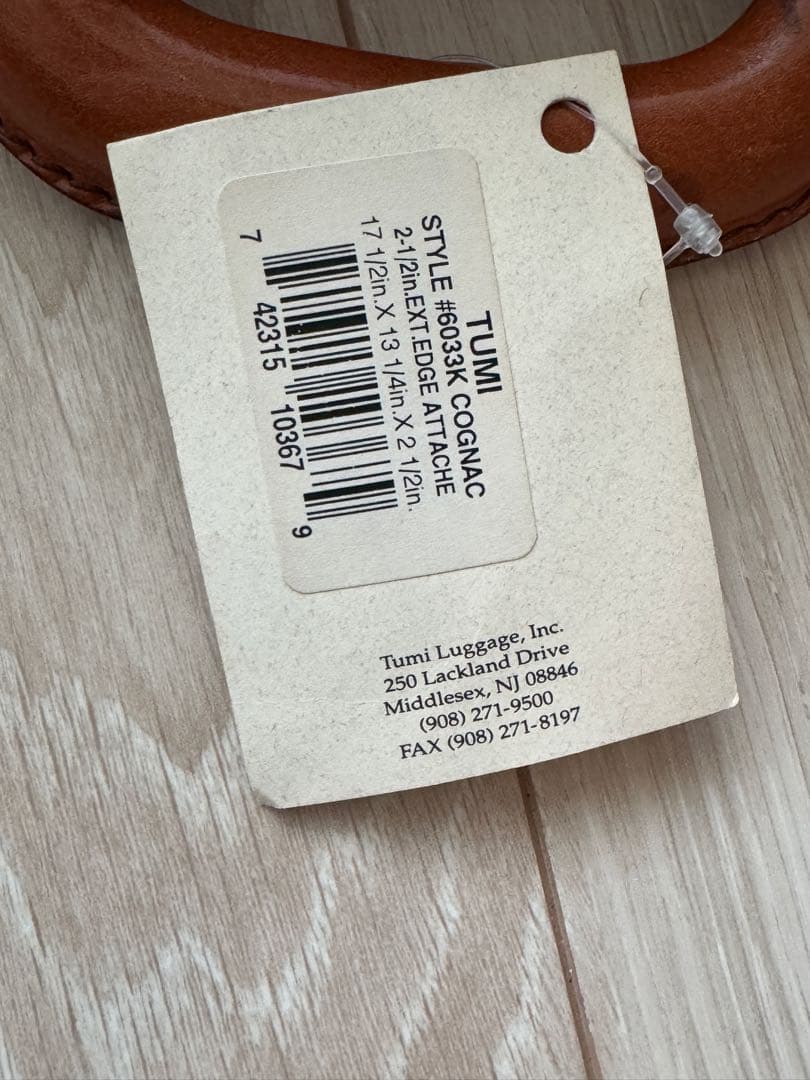 TUMI
STYLE #6033K COGNAC
2-1/2in.EXT.EDGE ATTACHE
17 1/2in.X 13 1/4in.X 2 1/2in.
7 42315 10367 9
Tumi Luggage, Inc.
250 Lackland Drive
Middlesex, NJ 08846
(908) 271-9500
FAX (908) 271-8197